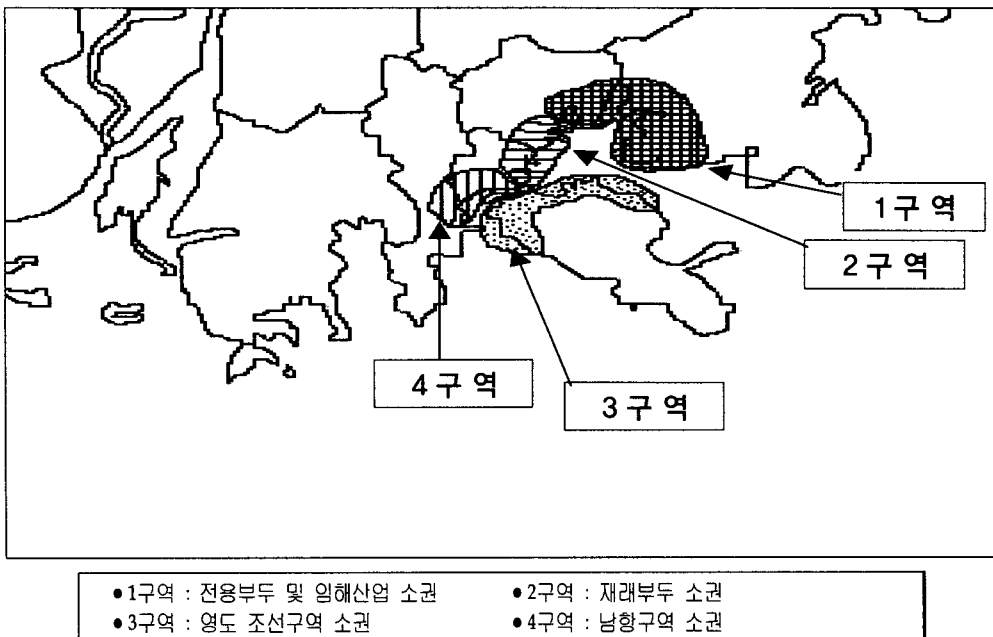 1구 역
2구 역
4구 역
3구 역
•1구역 : 전용부두 및 임해산업 소권 •2구역 : 재래부두 소권
•3구역 : 영도 조선구역 소권 •4구역 : 남항구역 소권